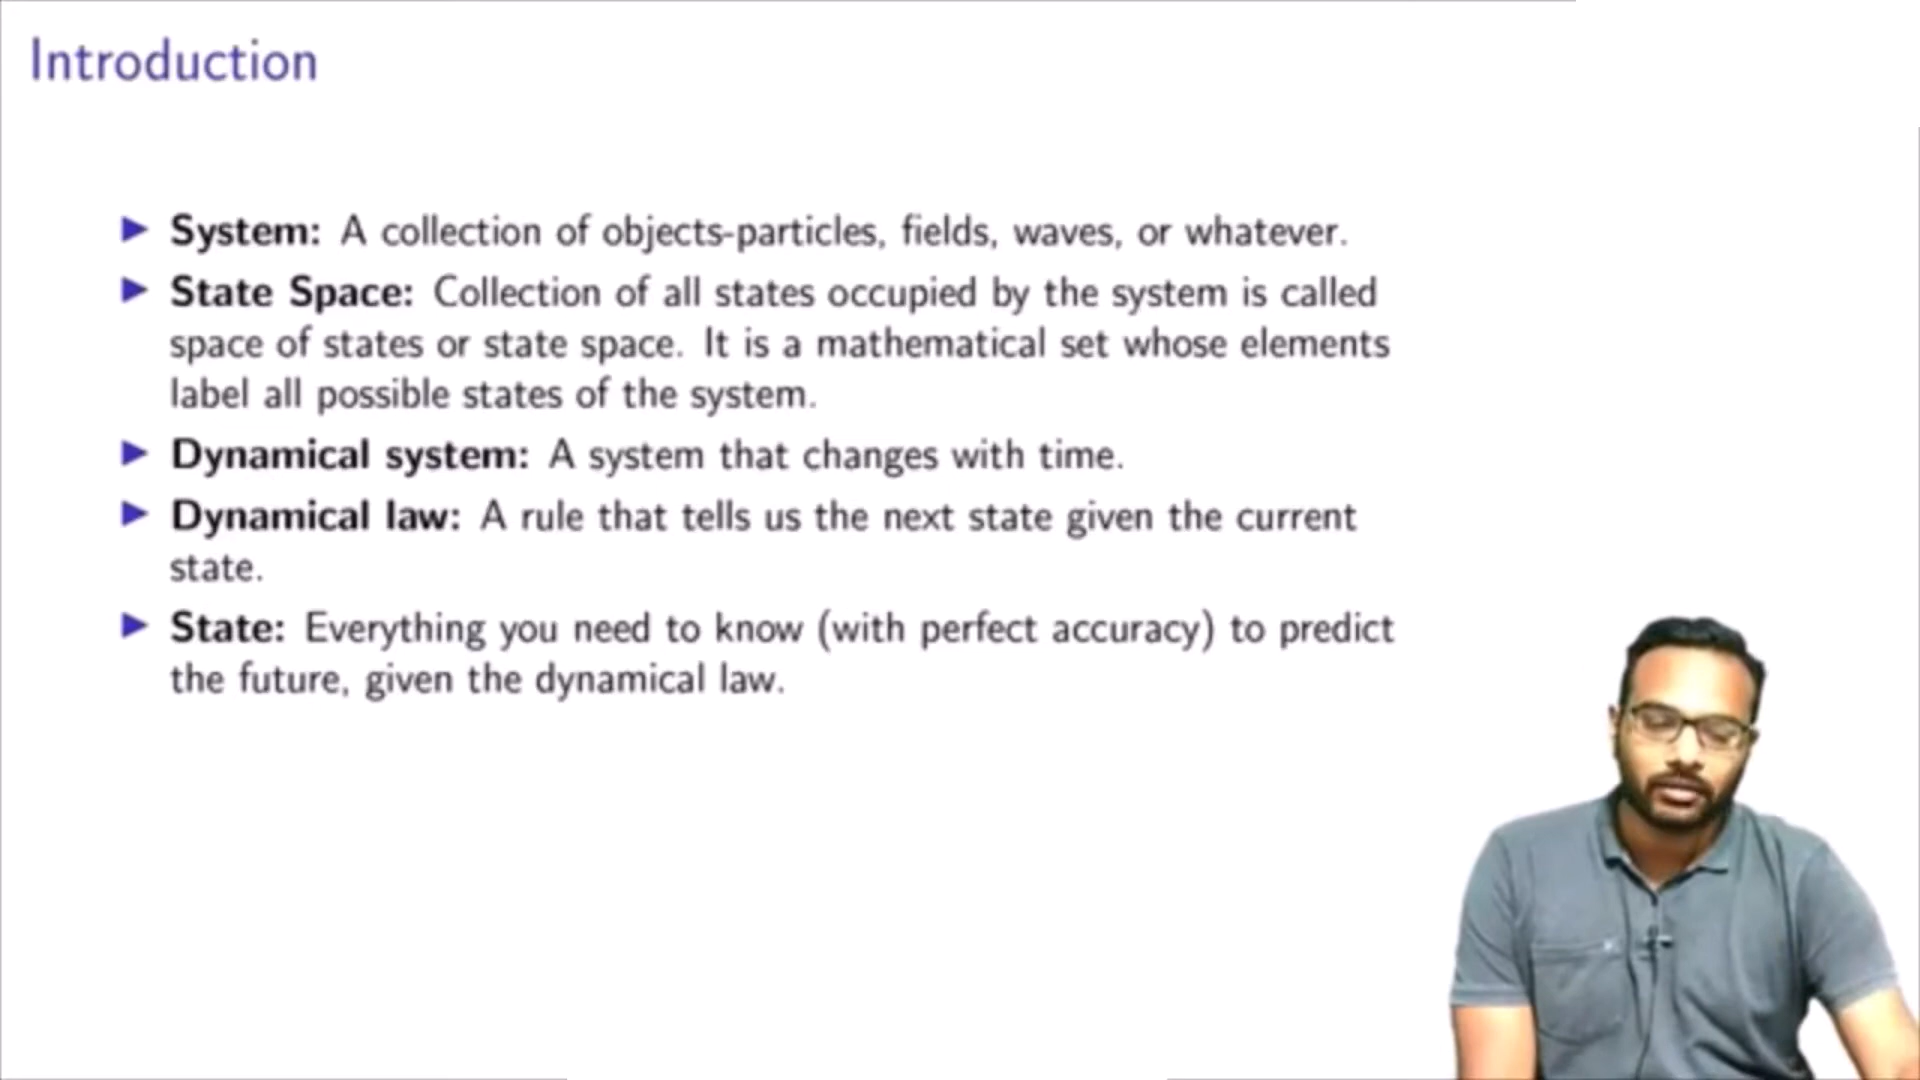 Introduction
▶ System: A collection of objects-particles, fields, waves, or whatever.
▶ State Space: Collection of all states occupied by the system is called
space of states or state space. It is a mathematical set whose elements
label all possible states of the system.
▶ Dynamical system: A system that changes with time.
▶ Dynamical law: A rule that tells us the next state given the current
state.
▶ State: Everything you need to know (with perfect accuracy) to predict
the future, given the dynamical law.